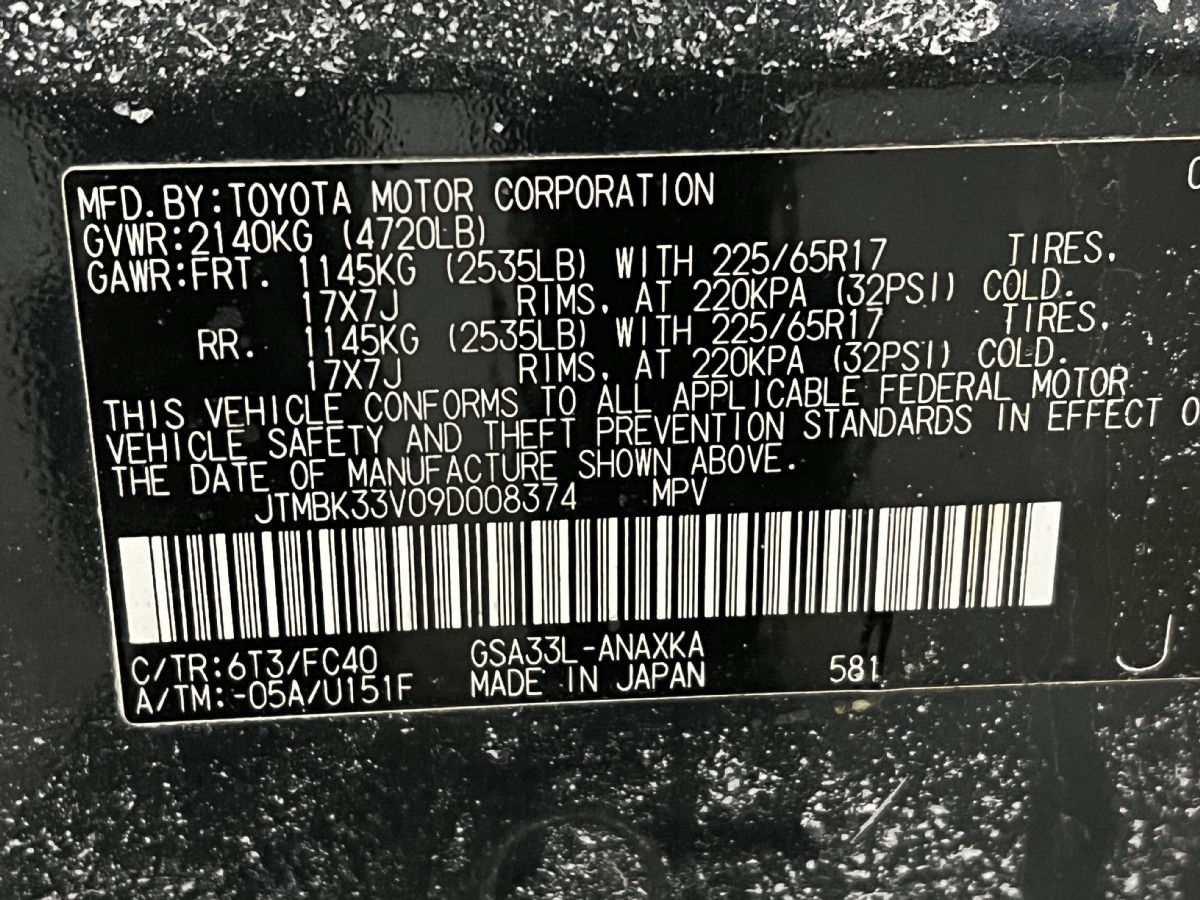 MFD. BY: TOYOTA MOTOR CORPORATION
GVWR: 2140KG (4720LB)
GAWR: FRT. 1145KG (2535LB) WITH 225/65R17 TIRES.
17X7J RIMS, AT 220KPA (32PSI) COLD.
RR. 1145KG (2535LB) WITH 225/65R17 TIRES,
17X7J RIMS, AT 220KPA (32PSI) COLD.
THIS VEHICLE CONFORMS TO ALL APPLICABLE FEDERAL MOTOR
VEHICLE SAFETY AND THEFT PREVENTION STANDARDS IN EFFECT O
THE DATE OF MANUFACTURE SHOWN ABOVE.
JTMBK33V09D008374 MPV
C/TR: 6T3/FC40 GSA33L-ANAXKA
A/TM: -05A/U151F MADE IN JAPAN 581
J